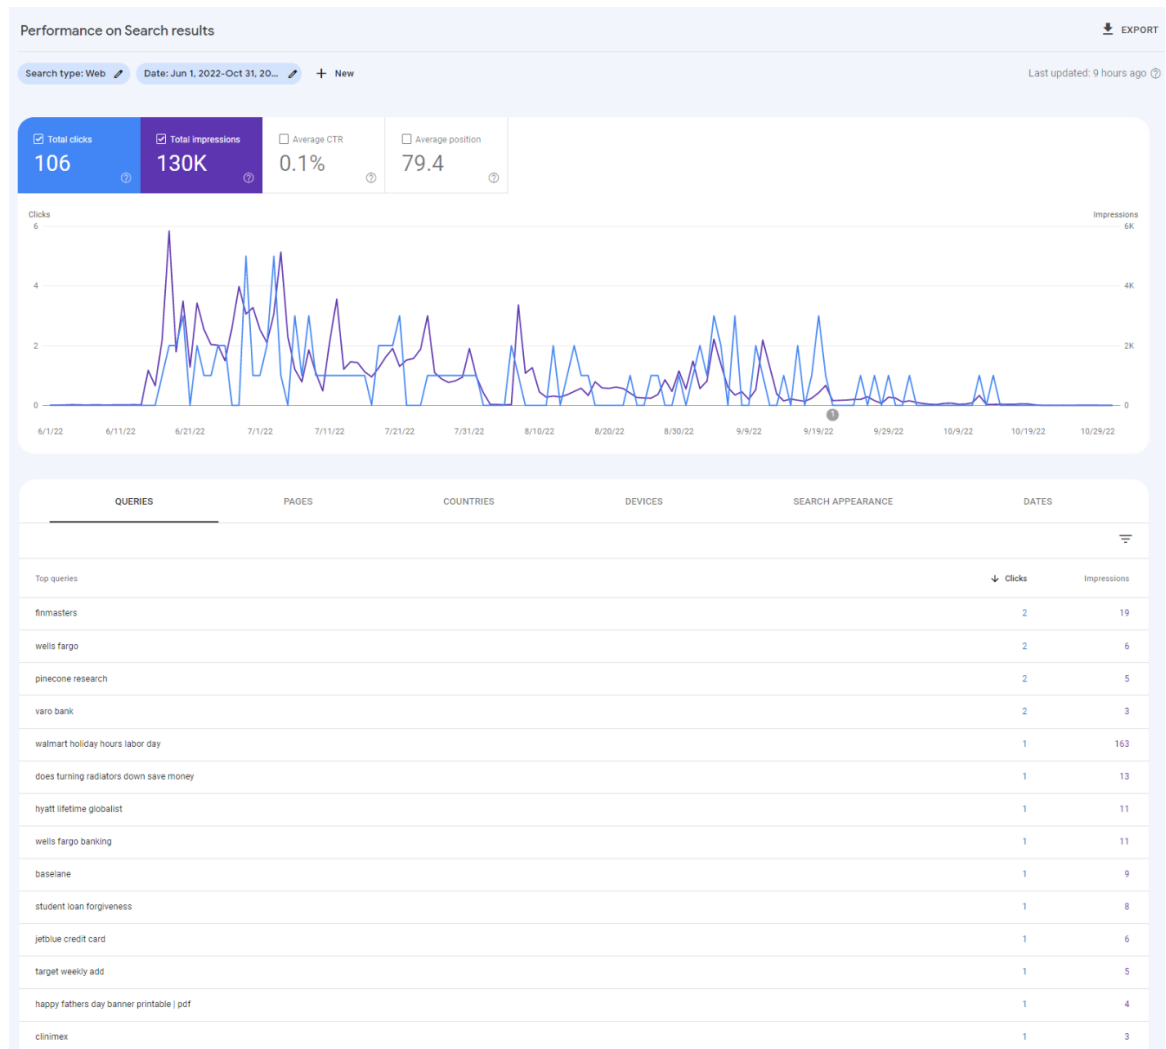 Performance on Search results
EXPORT
Search type: Web
Date: Jun 1, 2022-Oct 31, 20...
+ New
Last updated: 9 hours ago
Total clicks
106
Total impressions
130K
Average CTR
0.1%
Average position
79.4
Clicks
Impressions
6
6K
4
4K
2
2K
0
0
1
6/1/22 6/11/22 6/21/22 7/1/22 7/11/22 7/21/22 7/31/22 8/10/22 8/20/22 8/30/22 9/9/22 9/19/22 9/29/22 10/9/22 10/19/22 10/29/22
QUERIES PAGES COUNTRIES DEVICES SEARCH APPEARANCE DATES
Top queries Clicks Impressions
finmasters 2 19
wells fargo 2 6
pinecone research 2 5
varo bank 2 3
walmart holiday hours labor day 1 163
does turning radiators down save money 1 13
hyatt lifetime globalist 1 11
wells fargo banking 1 11
baselane 1 9
student loan forgiveness 1 8
jetblue credit card 1 6
target weekly add 1 5
happy fathers day banner printable | pdf 1 4
clinimex 1 3